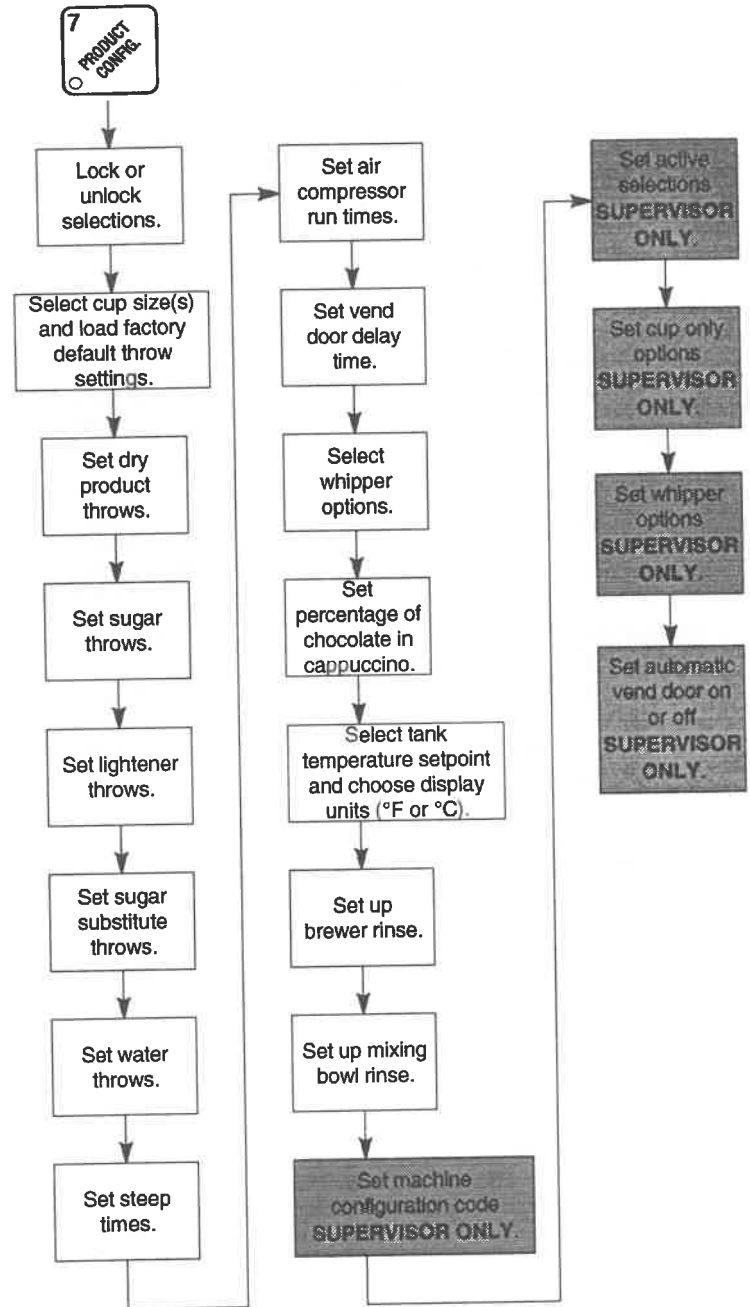 7
PRODUCT
CONFIG.
Lock or
unlock
selections.
Select cup size(s)
and load factory
default throw
settings.
Set dry
product
throws.
Set sugar
throws.
Set lightener
throws.
Set sugar
substitute
throws.
Set water
throws.
Set steep
times.
Set air
compressor
run times.
Set vend
door delay
time.
Select
whipper
options.
Set
percentage of
chocolate in
cappuccino.
Select tank
temperature setpoint
and choose display
units (°F or °C).
Set up
brewer rinse.
Set up mixing
bowl rinse.
Set machine
configuration code
SUPERVISOR ONLY.
Set active
selections
SUPERVISOR
ONLY.
Set cup only
options
SUPERVISOR
ONLY.
Set whipper
options
SUPERVISOR
ONLY.
Set automatic
vend door on
or off
SUPERVISOR
ONLY.